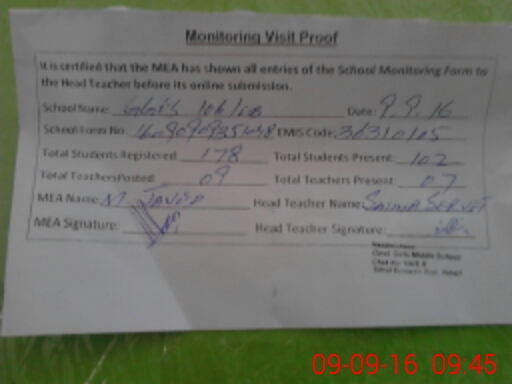 Monitoring Visit Proof
It is certified that the MEA has shown all entries of the School Monitoring Form to
the Head Teacher before its online submission.
School Name: Date: 9.9.16
School Form No EMIS Code:
Total Students Registered: 178 Total Students Present: 102
Total Teachers Posted: 09 Total Teachers Present: 07
MEA Name: M. Javed Head Teacher Name: Saima
MEA Signature: Head Teacher Signature:
Govt. Girls Middle School
09-09-16 09:45